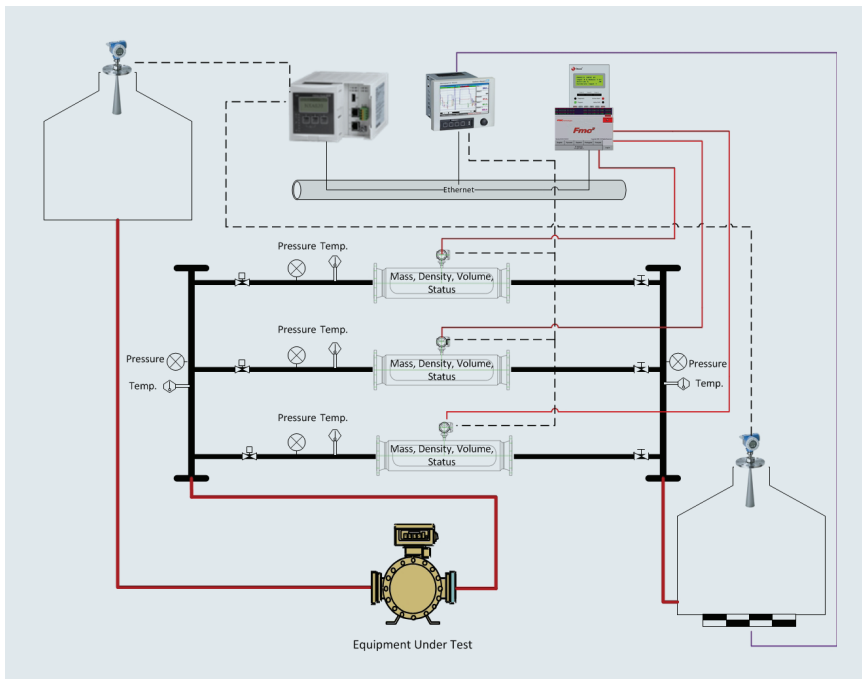 Fmc²
Ethernet
Pressure Temp.
Mass, Density, Volume,
Status
Pressure Temp.
Pressure
Mass, Density, Volume,
Status
Pressure
Temp.
Temp.
Pressure Temp.
Mass, Density, Volume,
Status
Equipment Under Test